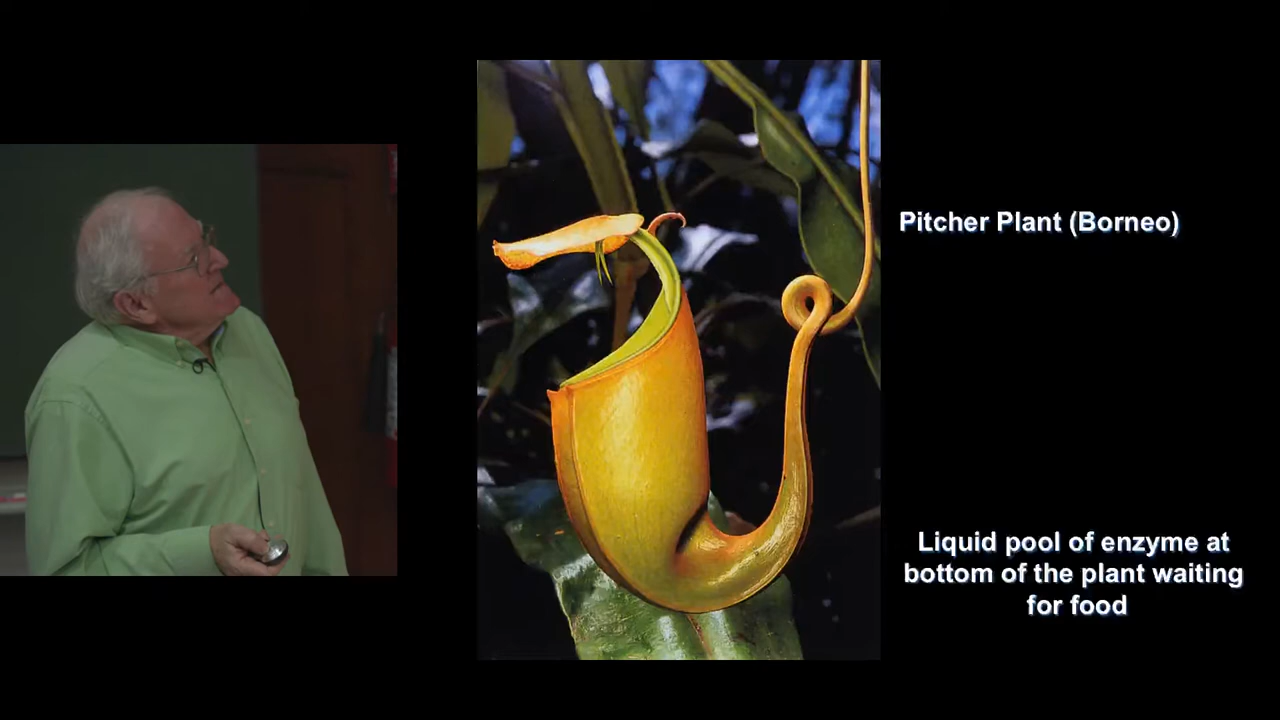 Pitcher Plant (Borneo)
Liquid pool of enzyme at
bottom of the plant waiting
for food